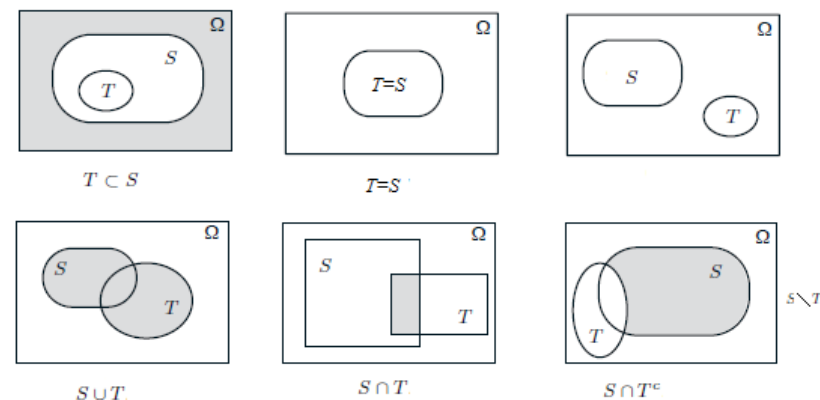 Ω Ω Ω
S T=S S
T T
T ⊂ S T=S
Ω Ω Ω
S S S
T T T
S∖T
S ∪ T. S ∩ T. S ∩ Tᶜ